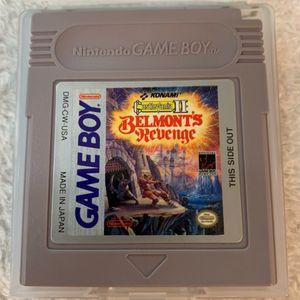 Nintendo GAME BOY
DMG-CW-USA
MADE IN JAPAN
GAME BOY
KONAMI
Castlevania II
BELMONT'S
Revenge
THIS SIDE OUT